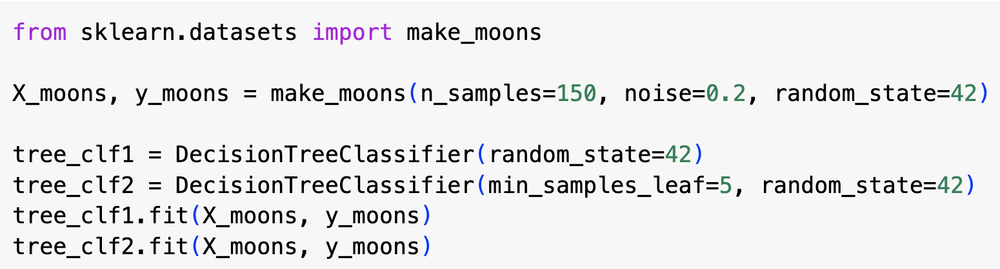 from sklearn.datasets import make_moons
X_moons, y_moons = make_moons(n_samples=150, noise=0.2, random_state=42)
tree_clf1 = DecisionTreeClassifier(random_state=42)
tree_clf2 = DecisionTreeClassifier(min_samples_leaf=5, random_state=42)
tree_clf1.fit(X_moons, y_moons)
tree_clf2.fit(X_moons, y_moons)